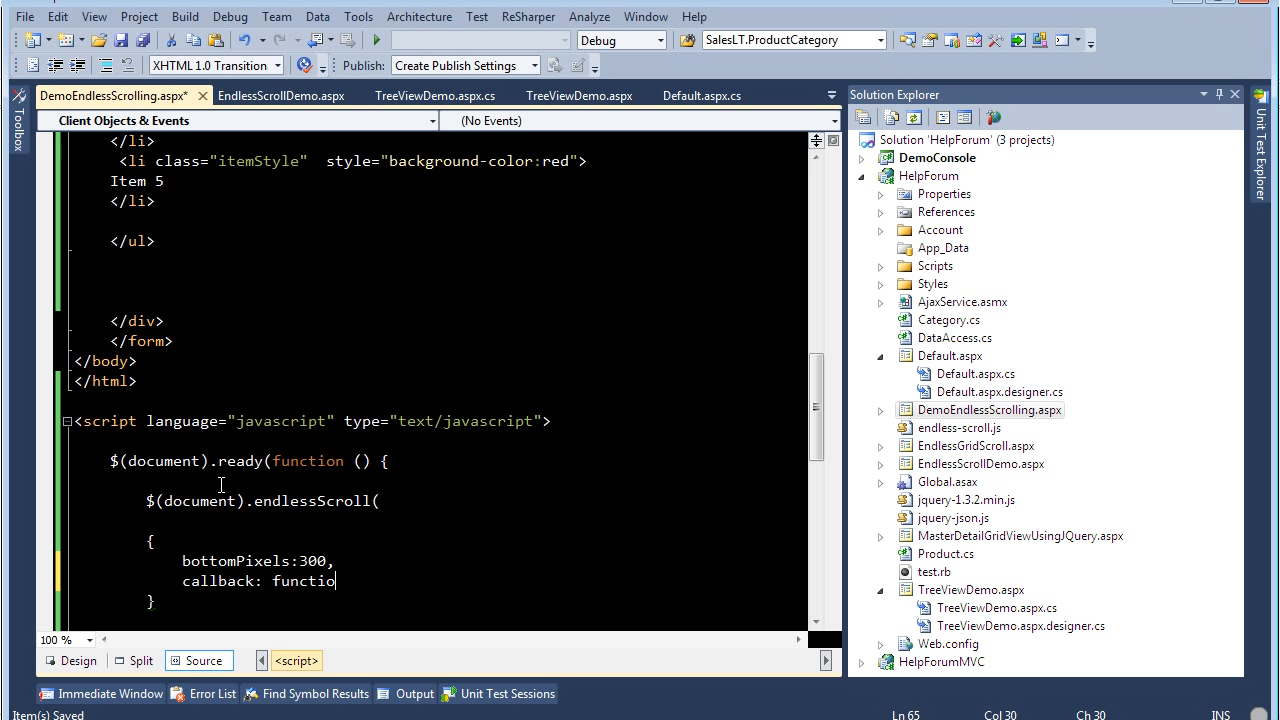 File Edit View Project Build Debug Team Data Tools Architecture Test ReSharper Analyze Window Help
Debug SalesLT.ProductCategory
XHTML 1.0 Transition Publish: Create Publish Settings
DemoEndlessScrolling.aspx* EndlessScrollDemo.aspx TreeViewDemo.aspx.cs TreeViewDemo.aspx Default.aspx.cs
Client Objects & Events (No Events)
Toolbox
</li>
<li class="itemStyle" style="background-color:red">
Item 5
</li>
</ul>
</div>
</form>
</body>
</html>
<script language="javascript" type="text/javascript">
$(document).ready(function () {
$(document).endlessScroll(
{
bottomPixels:300,
callback: functio
}
100 %
Design Split Source <script>
Solution Explorer
Solution 'HelpForum' (3 projects)
DemoConsole
HelpForum
Properties
References
Account
App_Data
Scripts
Styles
AjaxService.asmx
Category.cs
DataAccess.cs
Default.aspx
Default.aspx.cs
Default.aspx.designer.cs
DemoEndlessScrolling.aspx
endless-scroll.js
EndlessGridScroll.aspx
EndlessScrollDemo.aspx
Global.asax
jquery-1.3.2.min.js
jquery-json.js
MasterDetailGridViewUsingJQuery.aspx
Product.cs
test.rb
TreeViewDemo.aspx
TreeViewDemo.aspx.cs
TreeViewDemo.aspx.designer.cs
Web.config
HelpForumMVC
Unit Test Explorer
Immediate Window Error List Find Symbol Results Output Unit Test Sessions
Item(s) Saved Ln 65 Col 30 Ch 30 INS